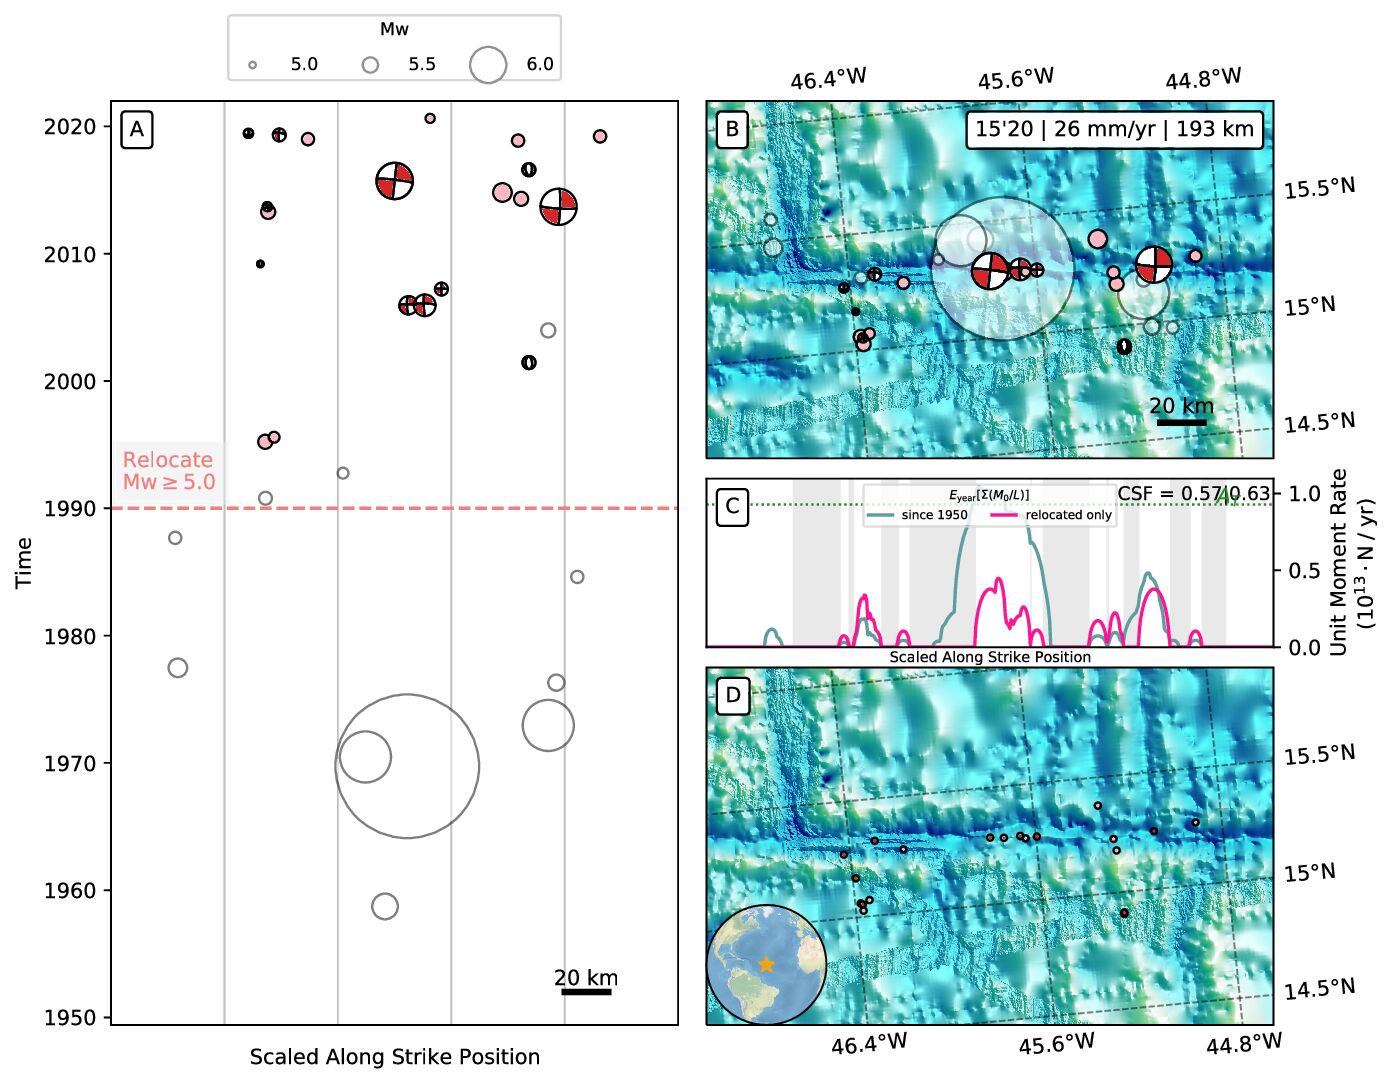 Mw
5.0 5.5 6.0
A
2020
2010
2000
1990
1980
1970
1960
1950
Time
Relocate
Mw ≥ 5.0
20 km
Scaled Along Strike Position
46.4°W 45.6°W 44.8°W
B
15'20 | 26 mm/yr | 193 km
15.5°N
15°N
14.5°N
20 km
C
E_year[Σ(M_0/L)]
since 1950 relocated only
CSF = 0.57/0.63
1.0
0.5
0.0
Unit Moment Rate
(10^13 · N / yr)
Scaled Along Strike Position
D
15.5°N
15°N
14.5°N
46.4°W 45.6°W 44.8°W